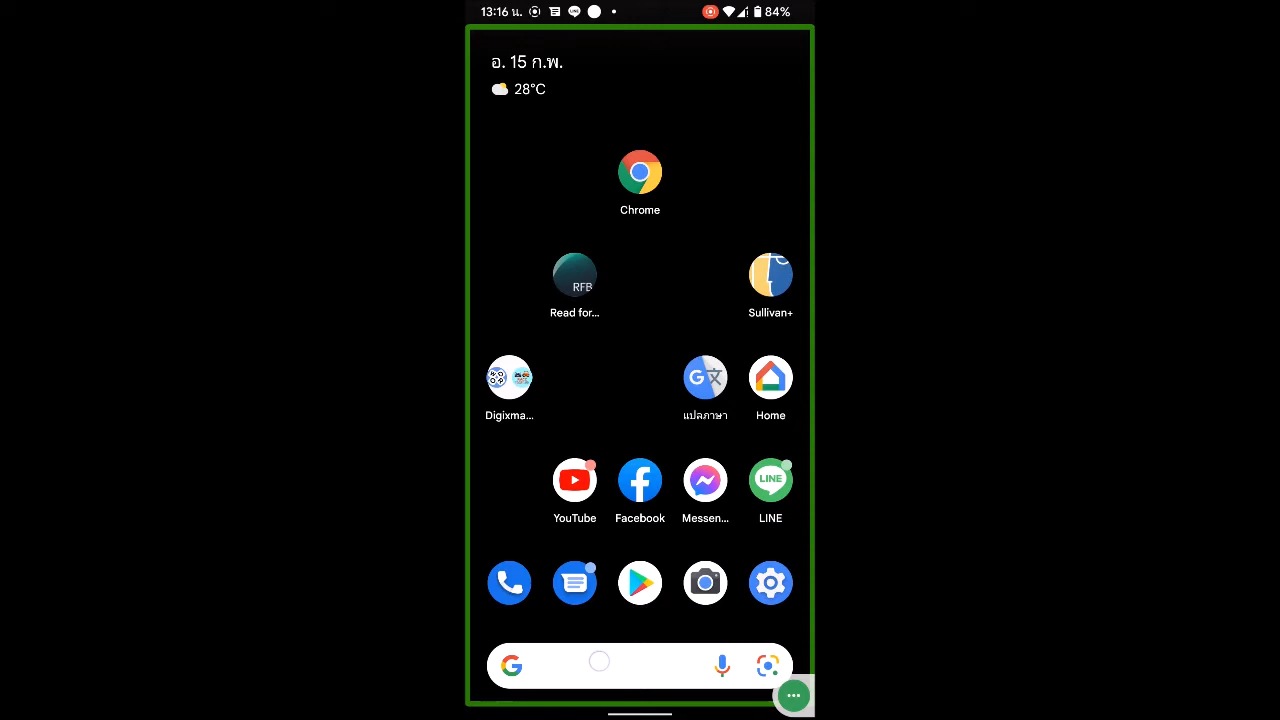 13:16 น. 84%
อ. 15 ก.พ.
28°C
Chrome
RFB
Read for...
Sullivan+
Digixma...
แปลภาษา
Home
YouTube
Facebook
Messen...
LINE
LINE